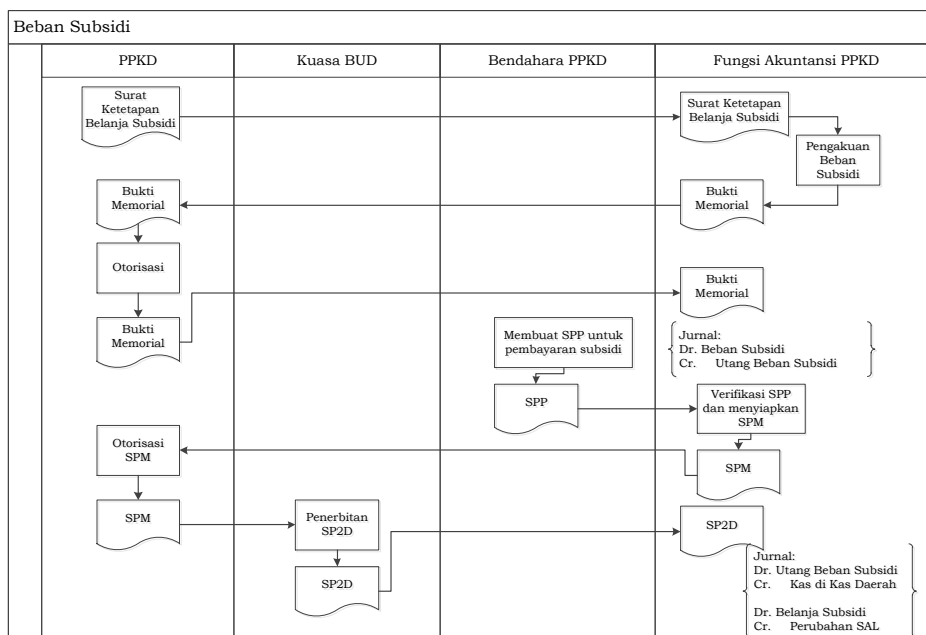 Beban Subsidi
PPKD
Kuasa BUD
Bendahara PPKD
Fungsi Akuntansi PPKD
Surat
Ketetapan
Belanja Subsidi
Surat Ketetapan
Belanja Subsidi
Pengakuan
Beban
Subsidi
Bukti
Memorial
Bukti
Memorial
Otorisasi
Bukti
Memorial
Bukti
Memorial
Membuat SPP untuk
pembayaran subsidi
Jurnal:
Dr. Beban Subsidi
Cr. Utang Beban Subsidi
SPP
Verifikasi SPP
dan menyiapkan
SPM
Otorisasi
SPM
SPM
SPM
Penerbitan
SP2D
SP2D
SP2D
Jurnal:
Dr. Utang Beban Subsidi
Cr. Kas di Kas Daerah
Dr. Belanja Subsidi
Cr. Perubahan SAL